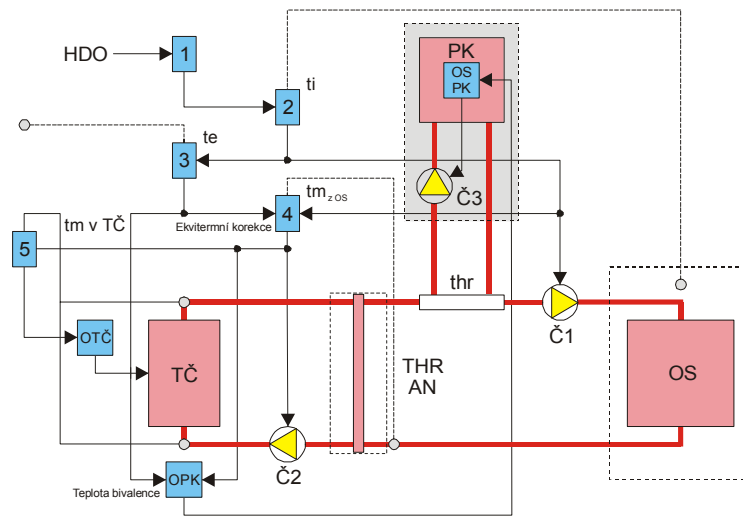 HDO
1
2
ti
PK
OS
PK
te
3
Č3
tm z OS
4
Ekvitermní korekce
tm v TČ
5
thr
Č1
OTČ
TČ
THR
AN
OS
Č2
OPK
Teplota bivalence